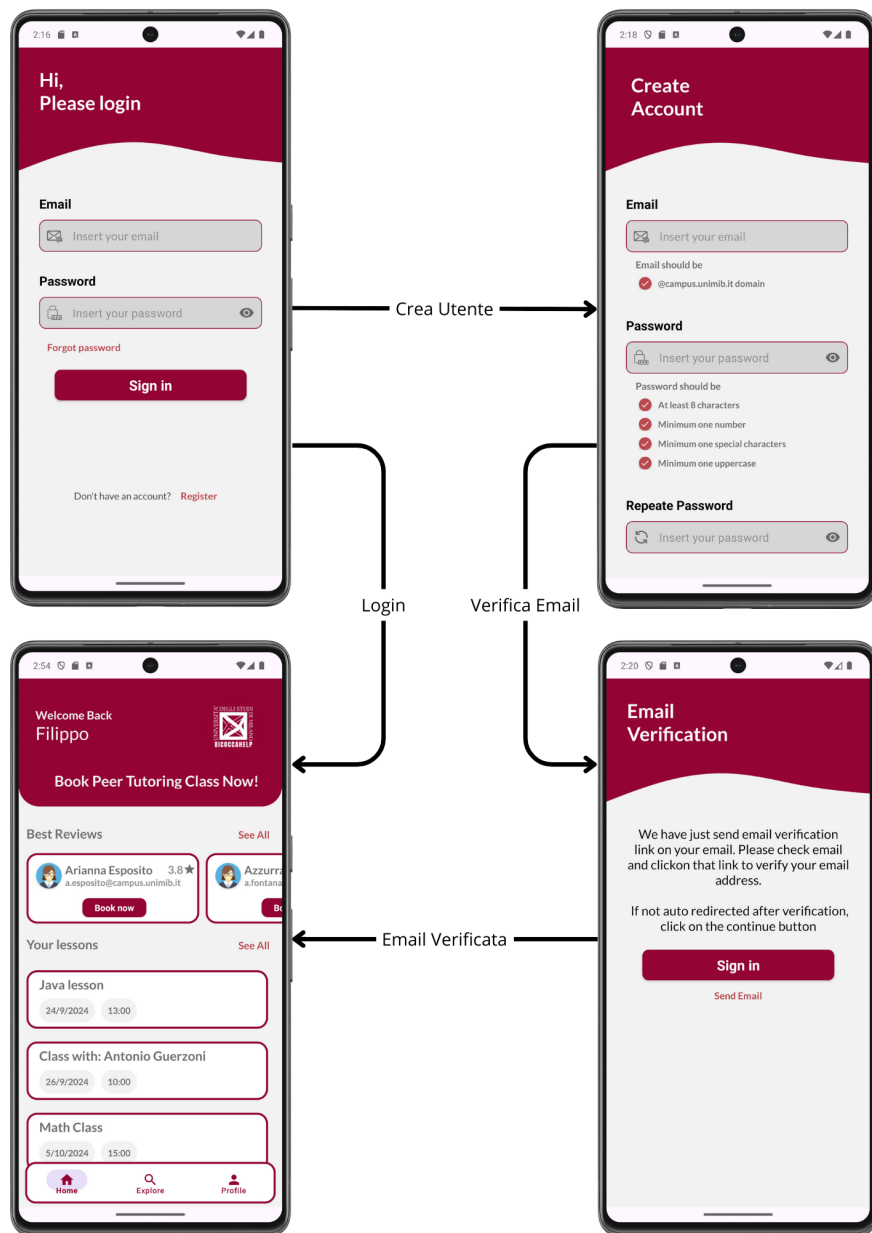 2:16
Hi,
Please login
Email
Insert your email
Password
Insert your password
Forgot password
Sign in
Don't have an account? Register
Crea Utente
2:18
Create
Account
Email
Insert your email
Email should be
@campus.unimib.it domain
Password
Insert your password
Password should be
At least 8 characters
Minimum one number
Minimum one special characters
Minimum one uppercase
Repeate Password
Insert your password
Login
Verifica Email
2:54
Welcome Back
Filippo
UNIVERSITÀ DEGLI STUDI DI MILANO
BICOCCAHELP
Book Peer Tutoring Class Now!
Best Reviews See All
Arianna Esposito 3.8★
a.esposito@campus.unimib.it
Book now
Azzurra
a.fontana
Bo
Your lessons See All
Java lesson
24/9/2024 13:00
Class with: Antonio Guerzoni
26/9/2024 10:00
Math Class
5/10/2024 15:00
Home Explore Profile
Email Verificata
2:20
Email
Verification
We have just send email verification
link on your email. Please check email
and clickon that link to verify your email
address.
If not auto redirected after verification,
click on the continue button
Sign in
Send Email